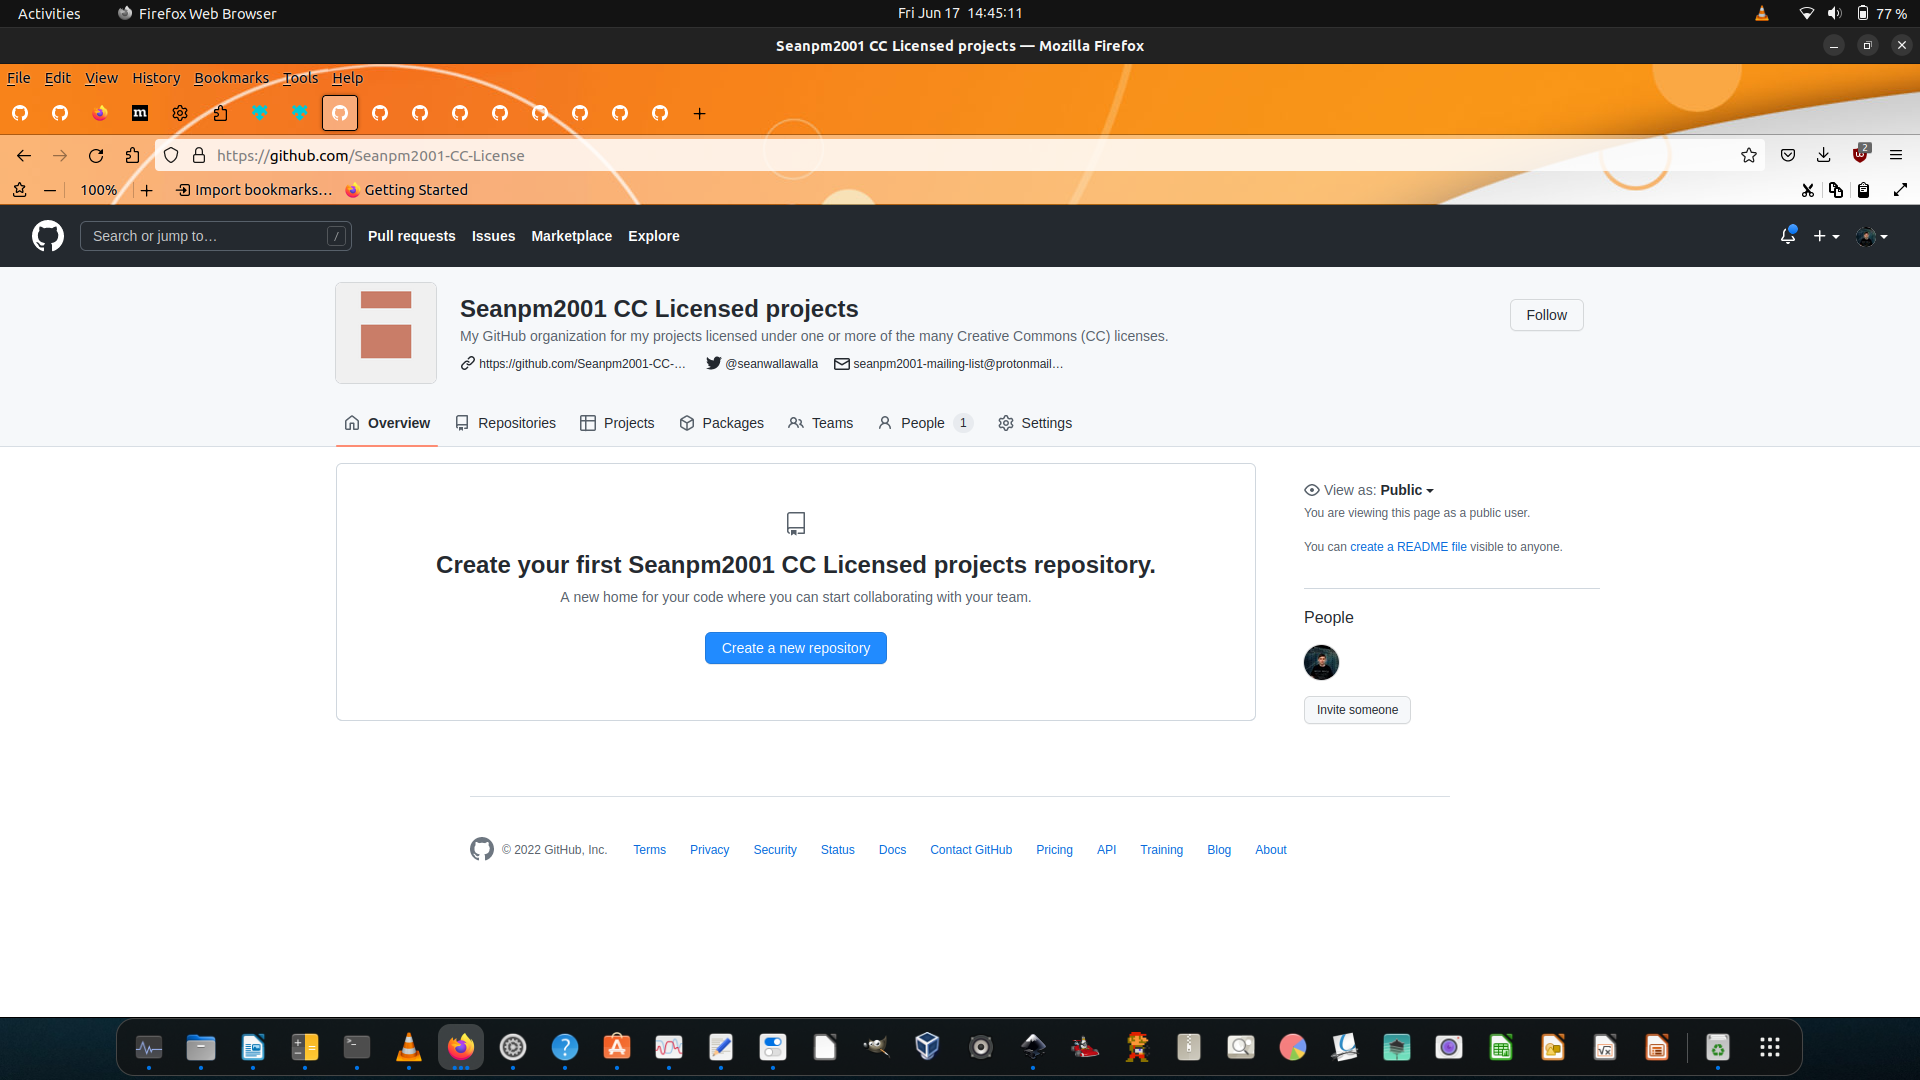 Activities Firefox Web Browser Fri Jun 17 14:45:11 77 %
Seanpm2001 CC Licensed projects — Mozilla Firefox
File Edit View History Bookmarks Tools Help
https://github.com/Seanpm2001-CC-License 2
100% Import bookmarks… Getting Started
Search or jump to… / Pull requests Issues Marketplace Explore
Seanpm2001 CC Licensed projects
Follow
My GitHub organization for my projects licensed under one or more of the many Creative Commons (CC) licenses.
https://github.com/Seanpm2001-CC-... @seanwallawalla seanpm2001-mailing-list@protonmail...
Overview Repositories Projects Packages Teams People 1 Settings
View as: Public
You are viewing this page as a public user.
You can create a README file visible to anyone.
Create your first Seanpm2001 CC Licensed projects repository.
A new home for your code where you can start collaborating with your team.
Create a new repository
People
Invite someone
© 2022 GitHub, Inc. Terms Privacy Security Status Docs Contact GitHub Pricing API Training Blog About